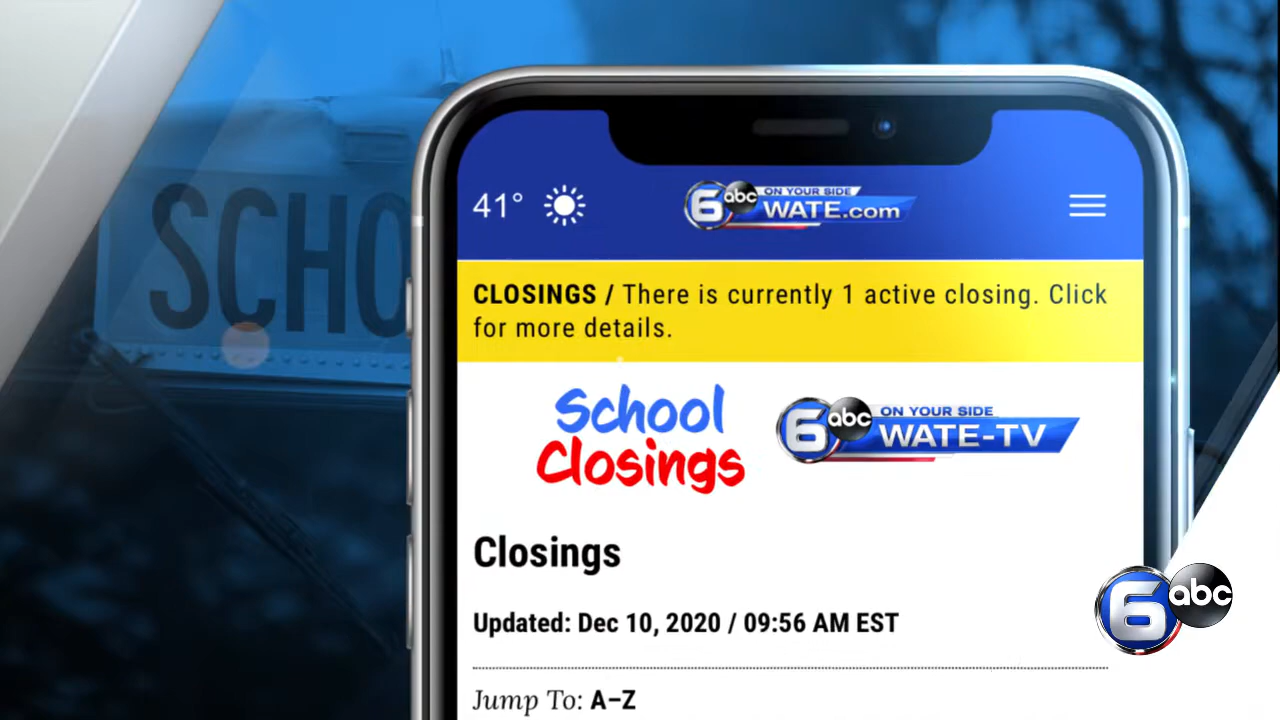 SCHO
41°
6 abc ON YOUR SIDE
WATE.com
CLOSINGS / There is currently 1 active closing. Click
for more details.
School
Closings
6 abc ON YOUR SIDE
WATE-TV
Closings
Updated: Dec 10, 2020 / 09:56 AM EST
Jump To: A–Z
6 abc